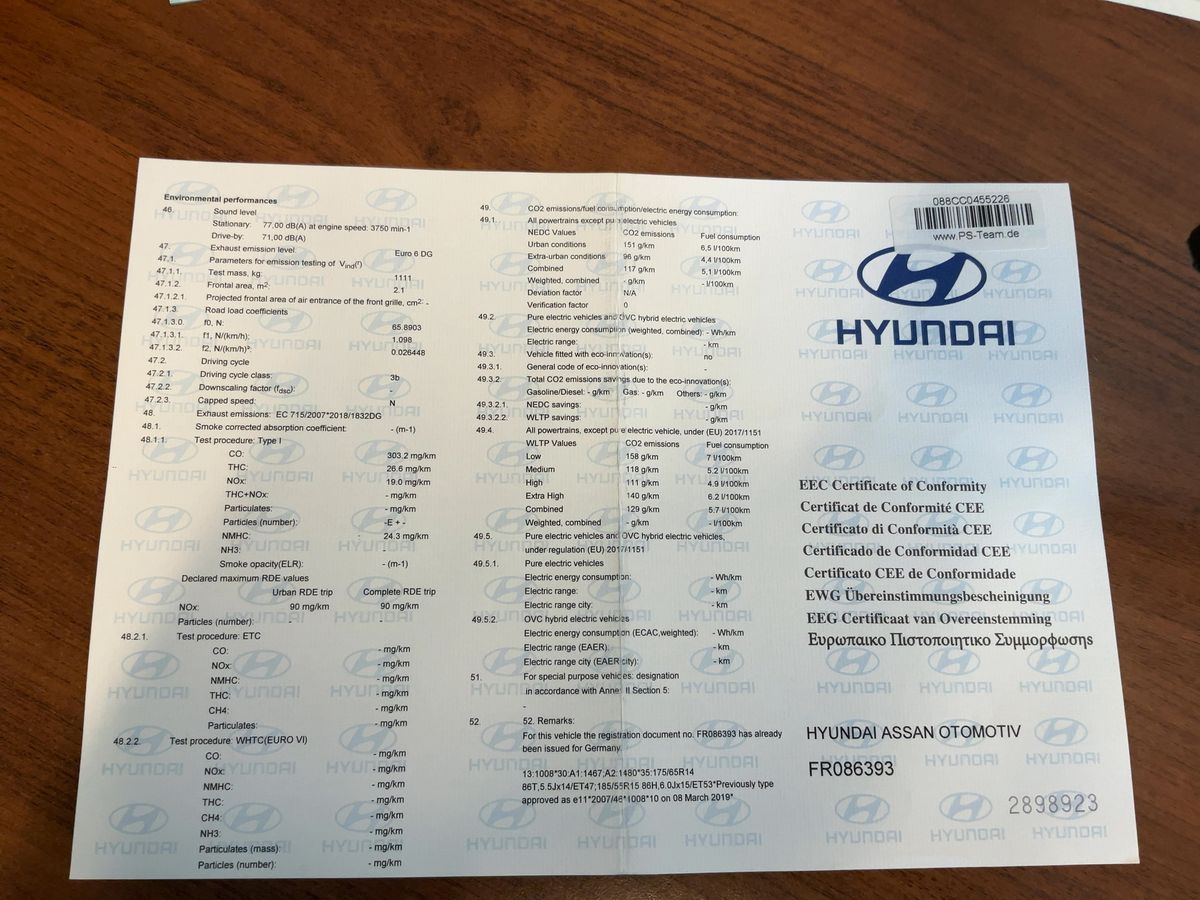 Environmental performances
46. Sound level
Stationary: 77,00 dB(A) at engine speed: 3750 min-1
Drive-by: 71,00 dB(A)
47. Exhaust emission level Euro 6 DG
47.1. Parameters for emission testing of Vind(r)
47.1.1. Test mass, kg: 1111
47.1.2. Frontal area, m²: 2.1
47.1.2.1. Projected frontal area of air entrance of the front grille, cm²: -
47.1.3. Road load coefficients
47.1.3.0. f0, N: 65.8903
47.1.3.1. f1, N/(km/h); 1.098
47.1.3.2. f2, N/(km/h)²: 0.026448
47.2. Driving cycle
47.2.1. Driving cycle class: 3b
47.2.2. Downscaling factor (fdsc): -
47.2.3. Capped speed: N
48. Exhaust emissions: EC 715/2007*2018/1832DG
48.1. Smoke corrected absorption coefficient: - (m-1)
48.1.1. Test procedure: Type I
CO: 303.2 mg/km
THC: 26.6 mg/km
NOx: 19.0 mg/km
THC+NOx: - mg/km
Particulates: - mg/km
Particles (number): -E + -
NMHC: 24.3 mg/km
NH3: -
Smoke opacity(ELR): - (m-1)
Declared maximum RDE values
Urban RDE trip Complete RDE trip
NOx: 90 mg/km 90 mg/km
Particles (number): - -
48.2.1. Test procedure: ETC
CO: - mg/km
NOx: - mg/km
NMHC: - mg/km
THC: - mg/km
CH4: - mg/km
Particulates: - mg/km
48.2.2. Test procedure: WHTC(EURO VI)
CO: - mg/km
NOx: - mg/km
NMHC: - mg/km
THC: - mg/km
CH4: - mg/km
NH3: - mg/km
Particulates (mass): - mg/km
Particles (number): - mg/km
49. CO2 emissions/fuel consumption/electric energy consumption:
49.1. All powertrains except pure electric vehicles
NEDC Values CO2 emissions Fuel consumption
Urban conditions 151 g/km 6,5 l/100km
Extra-urban conditions 96 g/km 4,4 l/100km
Combined 117 g/km 5,1 l/100km
Weighted, combined - g/km - l/100km
Deviation factor N/A
Verification factor 0
49.2. Pure electric vehicles and OVC hybrid electric vehicles
Electric energy consumption (weighted, combined): - Wh/km
Electric range: - km
49.3. Vehicle fitted with eco-innovation(s): no
49.3.1. General code of eco-innovation(s): -
49.3.2. Total CO2 emissions savings due to the eco-innovation(s):
Gasoline/Diesel: - g/km Gas: - g/km Others: - g/km
49.3.2.1. NEDC savings: - g/km
49.3.2.2. WLTP savings: - g/km
49.4. All powertrains, except pure electric vehicle, under (EU) 2017/1151
WLTP Values CO2 emissions Fuel consumption
Low 158 g/km 7 l/100km
Medium 118 g/km 5.2 l/100km
High 111 g/km 4.9 l/100km
Extra High 140 g/km 6.2 l/100km
Combined 129 g/km 5.7 l/100km
Weighted, combined - g/km - l/100km
49.5. Pure electric vehicles and OVC hybrid electric vehicles,
under regulation (EU) 2017/1151
49.5.1. Pure electric vehicles
Electric energy consumption: - Wh/km
Electric range: - km
Electric range city: - km
49.5.2. OVC hybrid electric vehicles
Electric energy consumption (ECAC,weighted): - Wh/km
Electric range (EAER): - km
Electric range city (EAER city): - km
51. For special purpose vehicles: designation
in accordance with Annex II Section 5:
-
52. 52. Remarks:
For this vehicle the registration document no. FR086393 has already
been issued for Germany.
13:1008*30:A1:1467,A2:1480*35:175/65R14
86T,5.5Jx14/ET47;185/55R15 86H,6.0Jx15/ET53*Previously type
approved as e11*2007/46*1008*10 on 08 March 2019*
088CC0455226
www.PS-Team.de
HYUNDAI
EEC Certificate of Conformity
Certificat de Conformité CEE
Certificato di Conformità CEE
Certificado de Conformidad CEE
Certificato CEE de Conformidade
EWG Übereinstimmungsbescheinigung
EEG Certificaat van Overeenstemming
Ευρωπαικο Πιστοποιητικο Συμμορφωσης
HYUNDAI ASSAN OTOMOTIV
FR086393
2898923